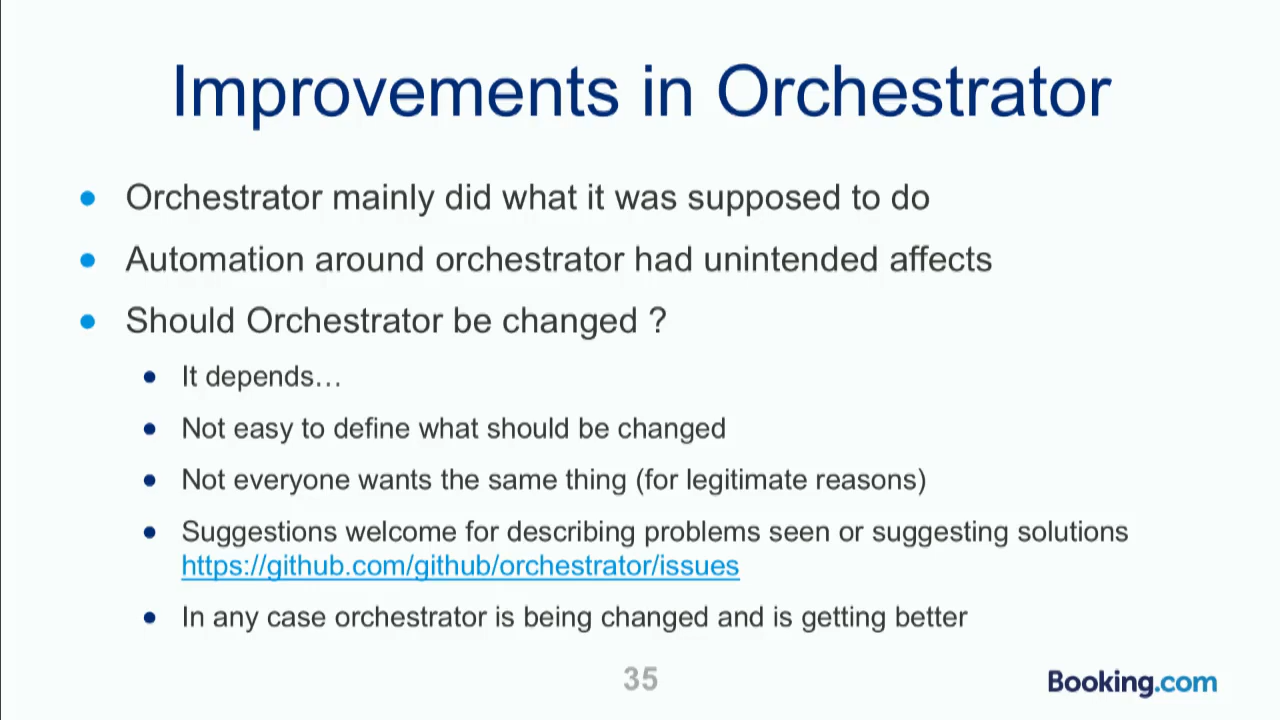 Improvements in Orchestrator
Orchestrator mainly did what it was supposed to do
Automation around orchestrator had unintended affects
Should Orchestrator be changed ?
It depends…
Not easy to define what should be changed
Not everyone wants the same thing (for legitimate reasons)
Suggestions welcome for describing problems seen or suggesting solutions
https://github.com/github/orchestrator/issues
In any case orchestrator is being changed and is getting better
35
Booking.com